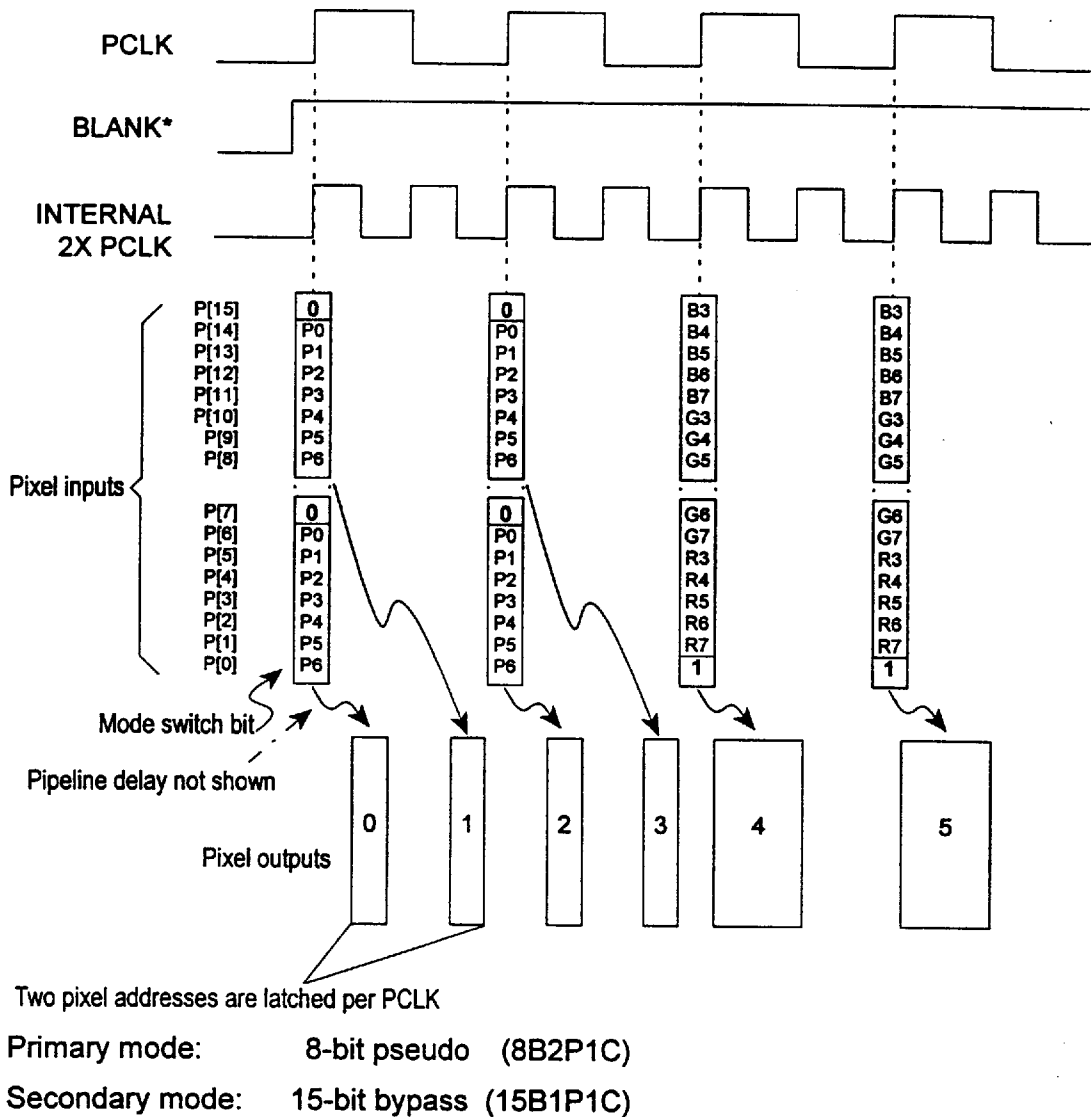 PCLK
BLANK*
INTERNAL
2X PCLK
P[15] 0 0 B3 B3
P[14] P0 P0 B4 B4
P[13] P1 P1 B5 B5
P[12] P2 P2 B6 B6
P[11] P3 P3 B7 B7
P[10] P4 P4 G3 G3
P[9] P5 P5 G4 G4
P[8] P6 P6 G5 G5
Pixel inputs
P[7] 0 0 G6 G6
P[6] P0 P0 G7 G7
P[5] P1 P1 R3 R3
P[4] P2 P2 R4 R4
P[3] P3 P3 R5 R5
P[2] P4 P4 R6 R6
P[1] P5 P5 R7 R7
P[0] P6 P6 1 1
Mode switch bit
Pipeline delay not shown
0 1 2 3 4 5
Pixel outputs
Two pixel addresses are latched per PCLK
Primary mode: 8-bit pseudo (8B2P1C)
Secondary mode: 15-bit bypass (15B1P1C)